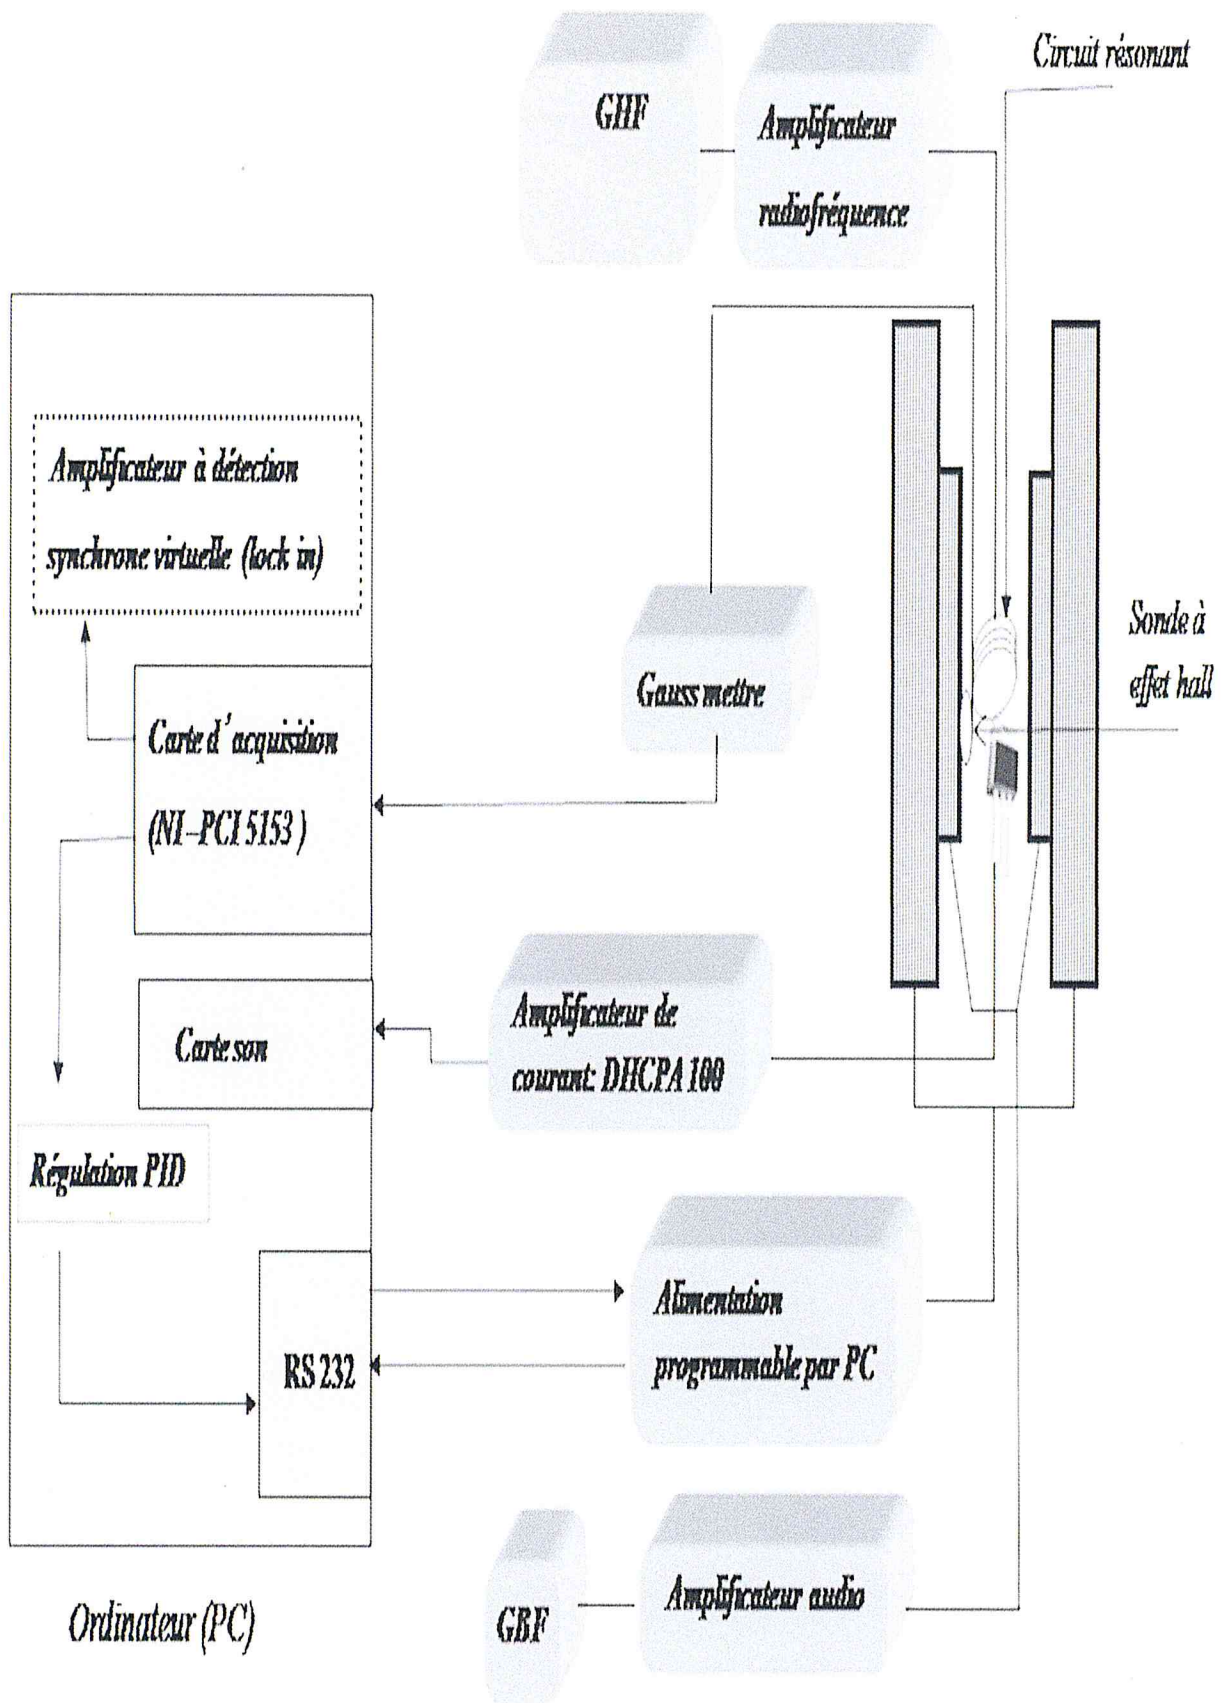 Circuit résonant
GHF
Amplificateur
radiofréquence
Amplificateur à détection
synchrone virtuelle (lock in)
Sonde à
effet hall
Gauss mettre
Carte d'acquisition
(NI-PCI 5153)
Amplificateur de
courant: DHCPA 100
Carte son
Régulation PID
Alimentation
programmable par PC
RS 232
Amplificateur audio
GBF
Ordinateur (PC)